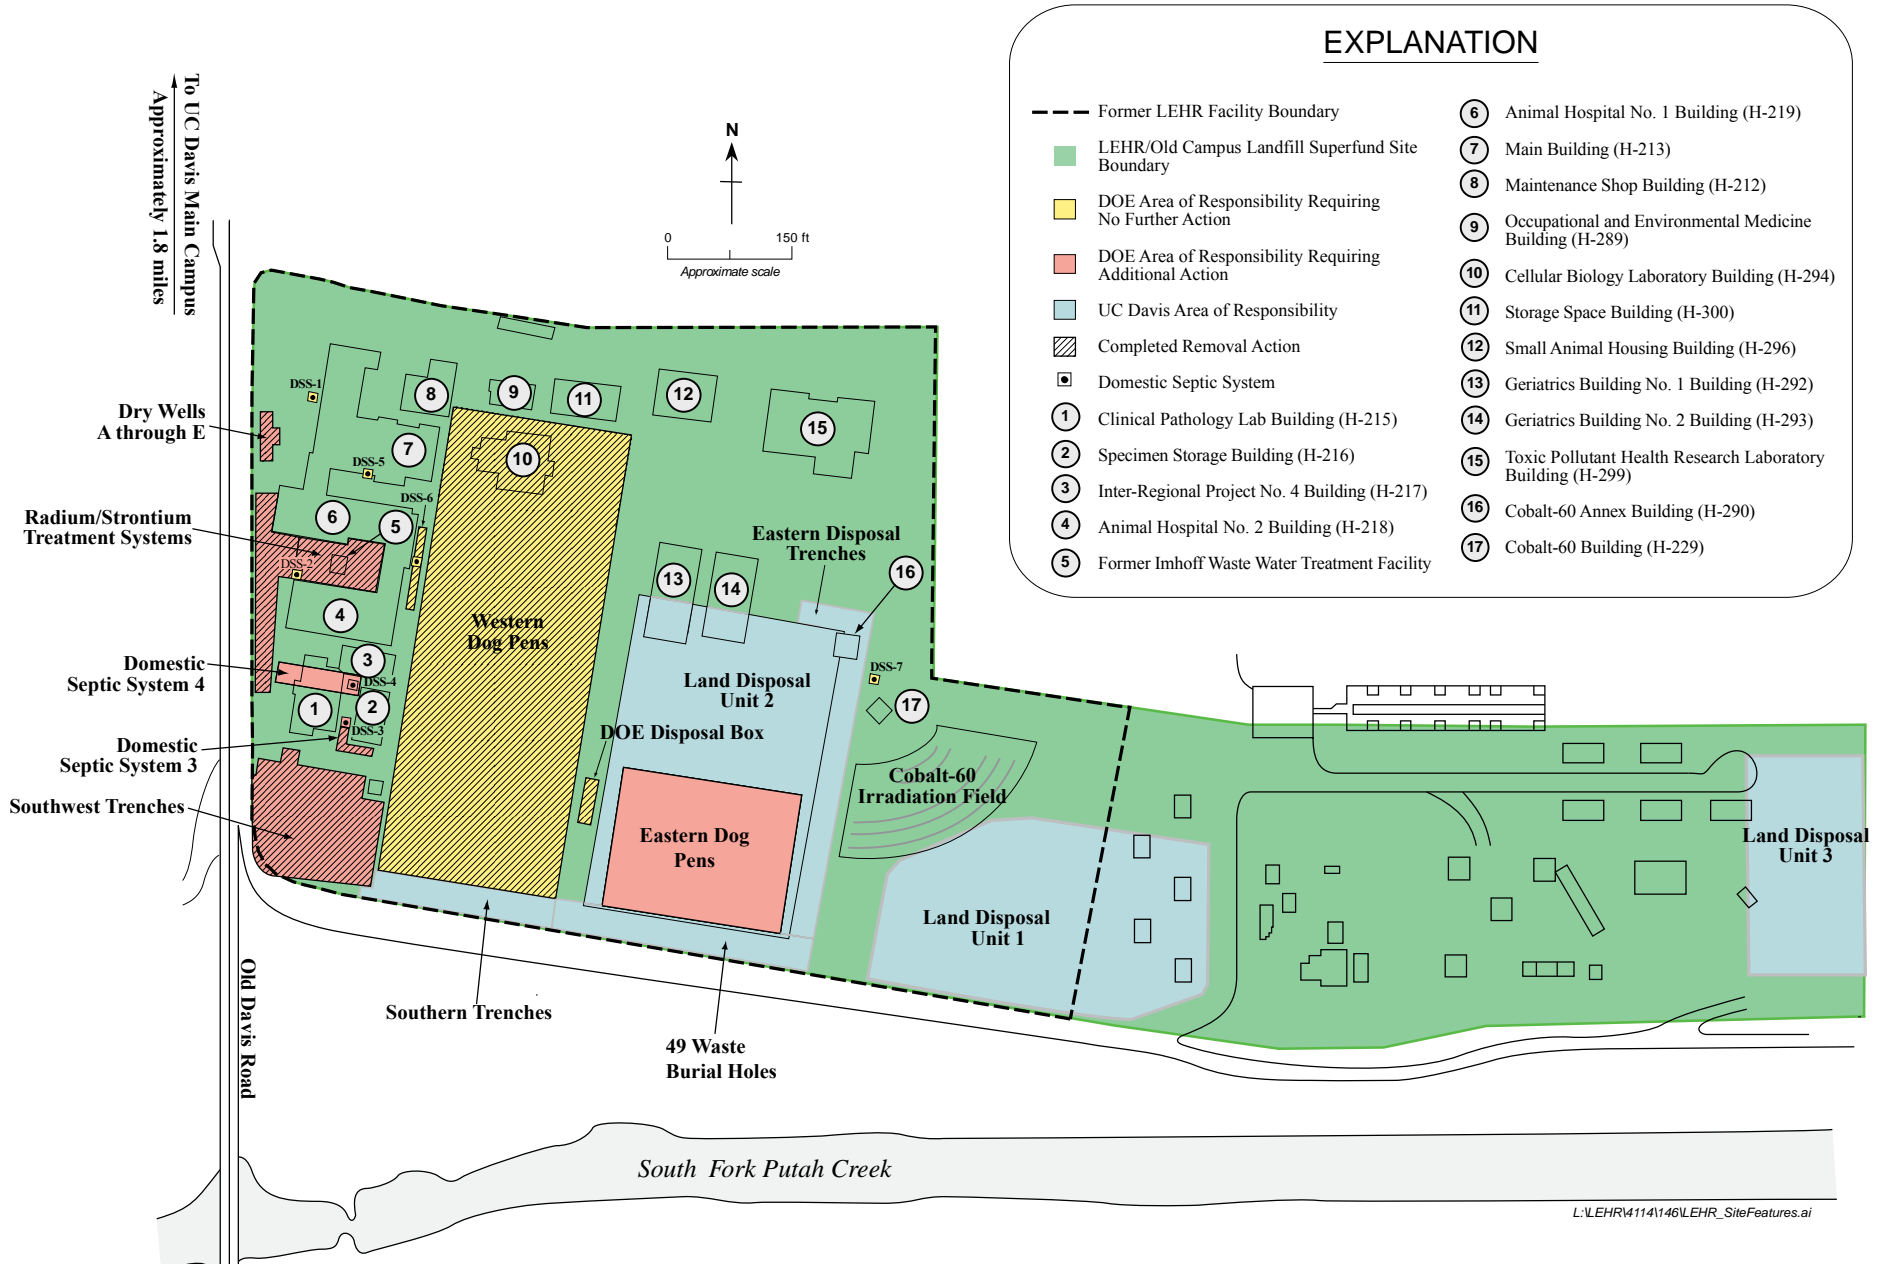 EXPLANATION
Former LEHR Facility Boundary
LEHR/Old Campus Landfill Superfund Site
Boundary
DOE Area of Responsibility Requiring
No Further Action
DOE Area of Responsibility Requiring
Additional Action
UC Davis Area of Responsibility
Completed Removal Action
Domestic Septic System
1 Clinical Pathology Lab Building (H-215)
2 Specimen Storage Building (H-216)
3 Inter-Regional Project No. 4 Building (H-217)
4 Animal Hospital No. 2 Building (H-218)
5 Former Imhoff Waste Water Treatment Facility
6 Animal Hospital No. 1 Building (H-219)
7 Main Building (H-213)
8 Maintenance Shop Building (H-212)
9 Occupational and Environmental Medicine
Building (H-289)
10 Cellular Biology Laboratory Building (H-294)
11 Storage Space Building (H-300)
12 Small Animal Housing Building (H-296)
13 Geriatrics Building No. 1 Building (H-292)
14 Geriatrics Building No. 2 Building (H-293)
15 Toxic Pollutant Health Research Laboratory
Building (H-299)
16 Cobalt-60 Annex Building (H-290)
17 Cobalt-60 Building (H-229)
To UC Davis Main Campus
Approximately 1.8 miles
N
0 150 ft
Approximate scale
DSS-1
8
9
11
12
15
Dry Wells
A through E
7
10
DSS-5
DSS-6
6
5
Radium/Strontium
Treatment Systems
Eastern Disposal
Trenches
DSS-2
13
14
16
4
Western
Dog Pens
3
Domestic
Septic System 4
DSS-4
DSS-7
Land Disposal
Unit 2
1
2
17
DSS-3
DOE Disposal Box
Domestic
Septic System 3
Cobalt-60
Irradiation Field
Southwest Trenches
Eastern Dog
Pens
Land Disposal
Unit 3
Land Disposal
Unit 1
Old Davis Road
Southern Trenches
49 Waste
Burial Holes
South Fork Putah Creek
L:\LEHR\4114\146\LEHR_SiteFeatures.ai